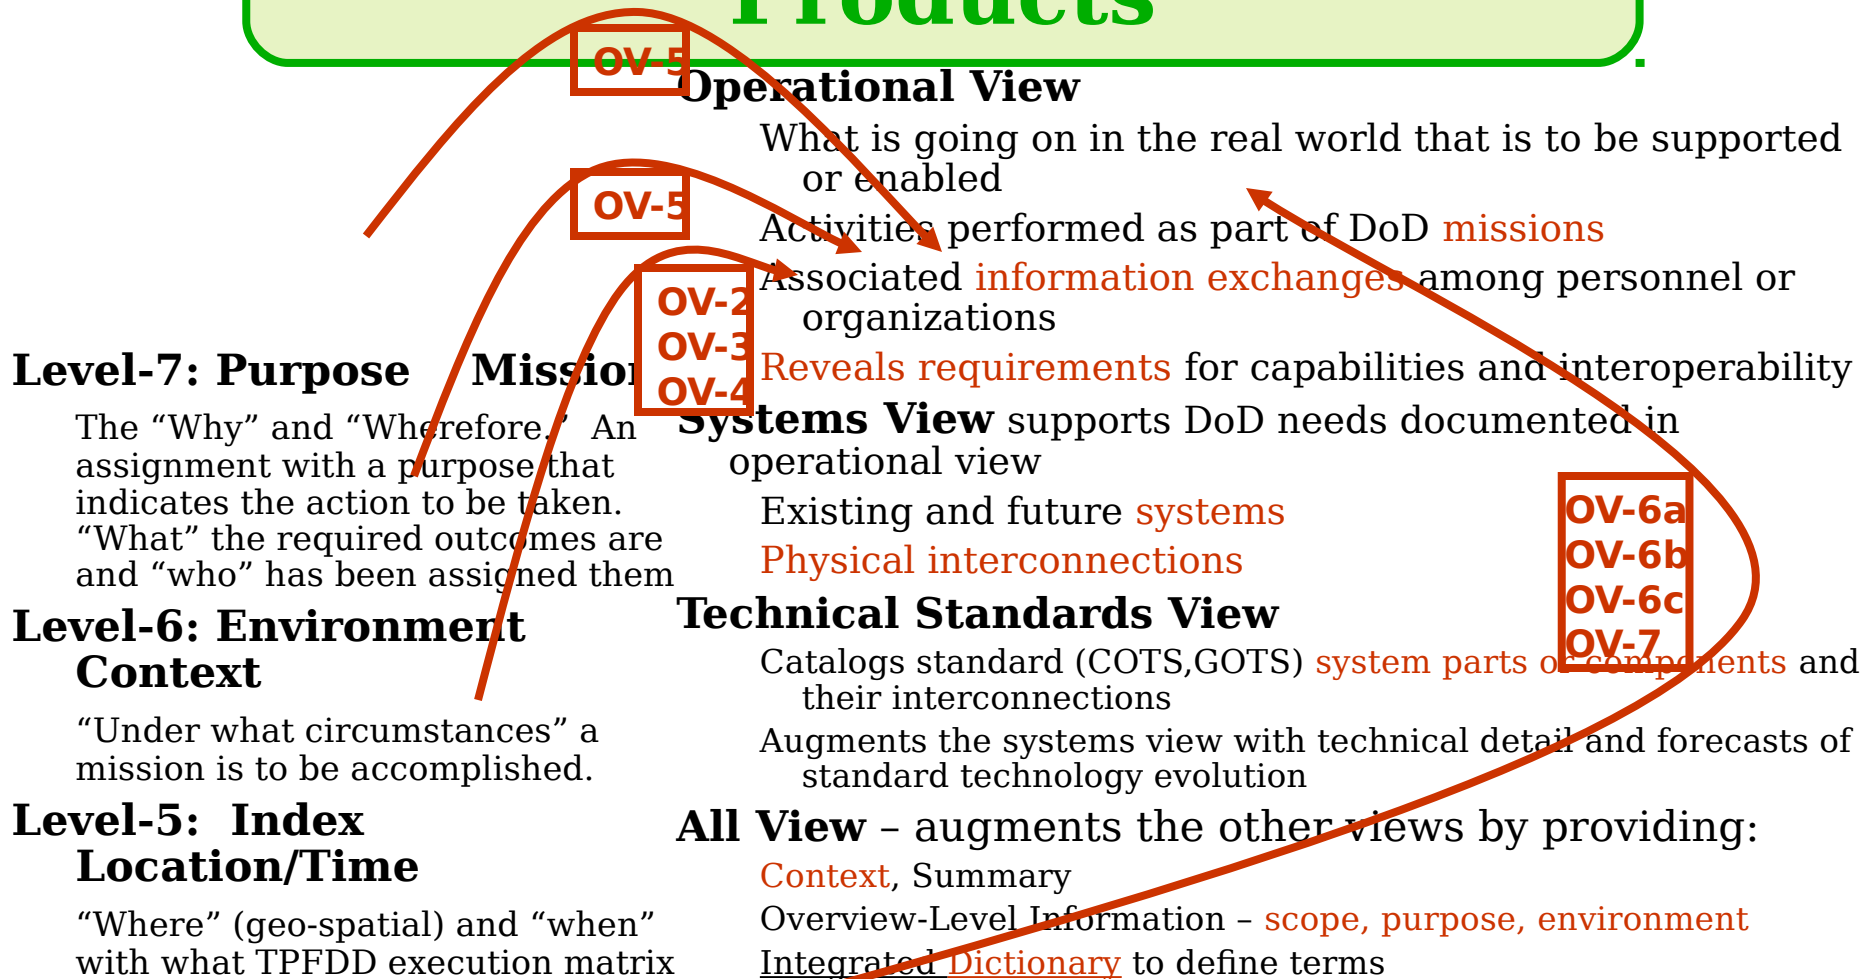 Products
OV-5
OV-5
OV-2
OV-3
OV-4
Level-7: Purpose Mission
The “Why” and “Wherefore.” An
assignment with a purpose that
indicates the action to be taken.
“What” the required outcomes are
and “who” has been assigned them
Level-6: Environment
Context
“Under what circumstances” a
mission is to be accomplished.
Level-5: Index
Location/Time
“Where” (geo-spatial) and “when”
with what TPFDD execution matrix
Operational View
What is going on in the real world that is to be supported
or enabled
Activities performed as part of DoD missions
Associated information exchanges among personnel or
organizations
Reveals requirements for capabilities and interoperability
Systems View supports DoD needs documented in
operational view
Existing and future systems
Physical interconnections
Technical Standards View
Catalogs standard (COTS,GOTS) system parts or components and
their interconnections
Augments the systems view with technical detail and forecasts of
standard technology evolution
All View – augments the other views by providing:
Context, Summary
Overview-Level Information – scope, purpose, environment
Integrated Dictionary to define terms
OV-6a
OV-6b
OV-6c
OV-7